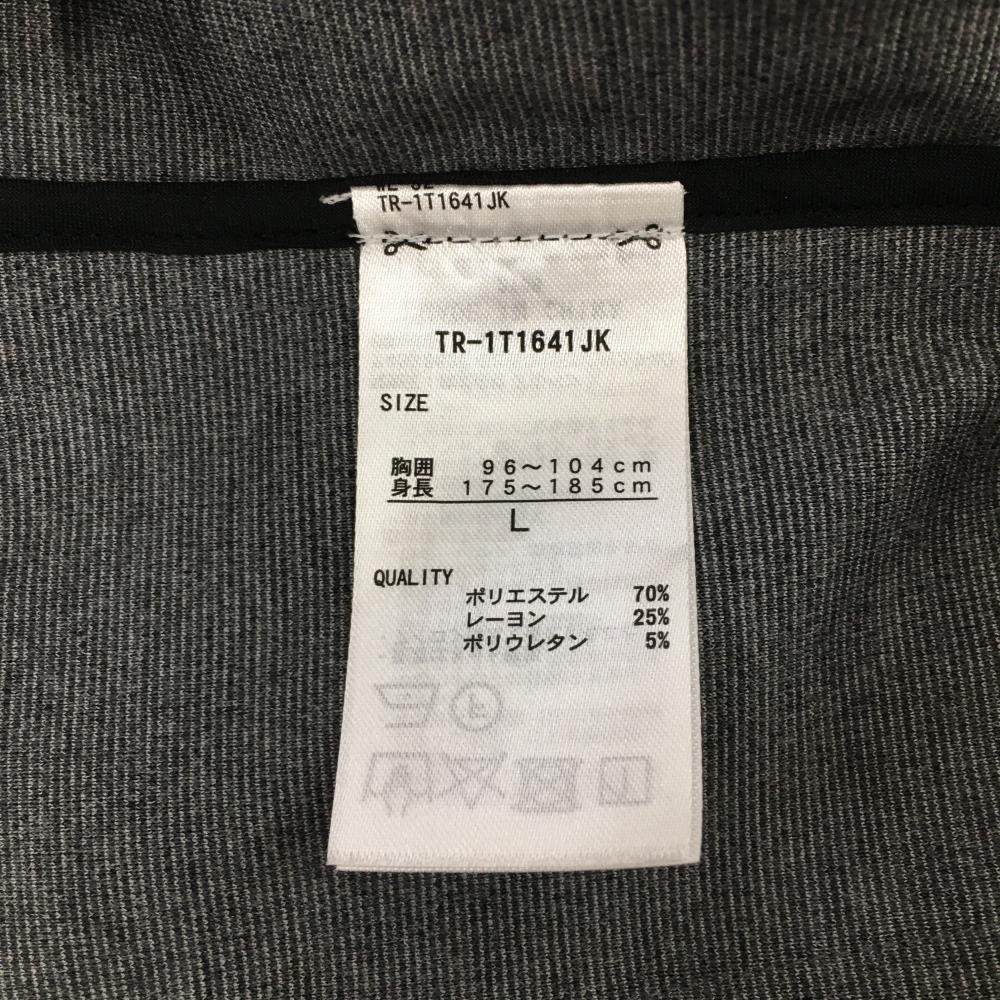 TR-1T1641JK
TR-1T1641JK
SIZE
胸囲 96～104cm
身長 175～185cm
L
QUALITY
ポリエステル 70%
レーヨン 25%
ポリウレタン 5%